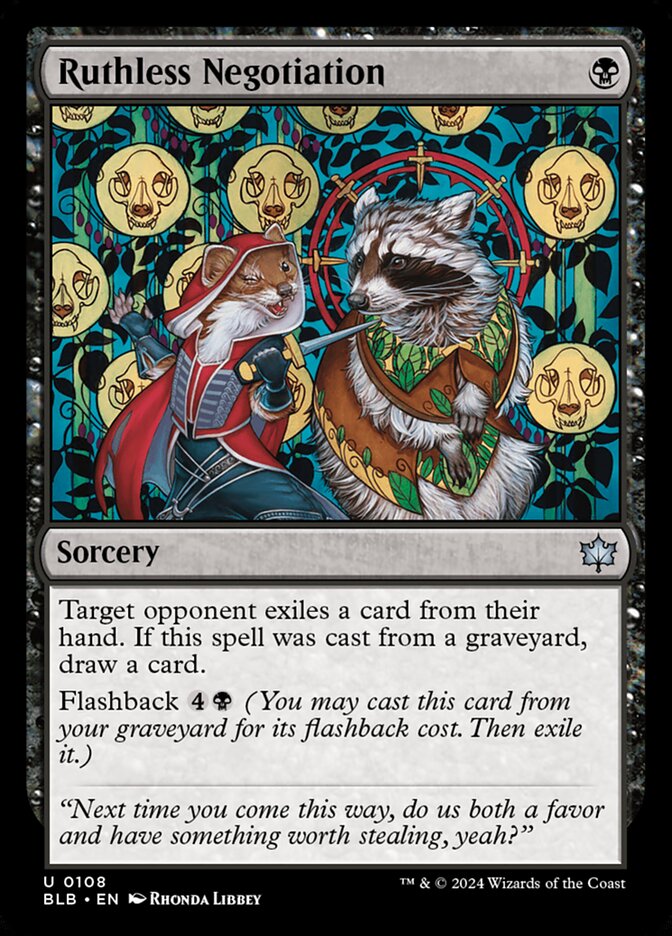 Ruthless Negotiation
Sorcery
Target opponent exiles a card from their
hand. If this spell was cast from a graveyard,
draw a card.
Flashback 4 (You may cast this card from
your graveyard for its flashback cost. Then exile
it.)
“Next time you come this way, do us both a favor
and have something worth stealing, yeah?”
U 0108
BLB • EN Rhonda Libbey
™ & © 2024 Wizards of the Coast